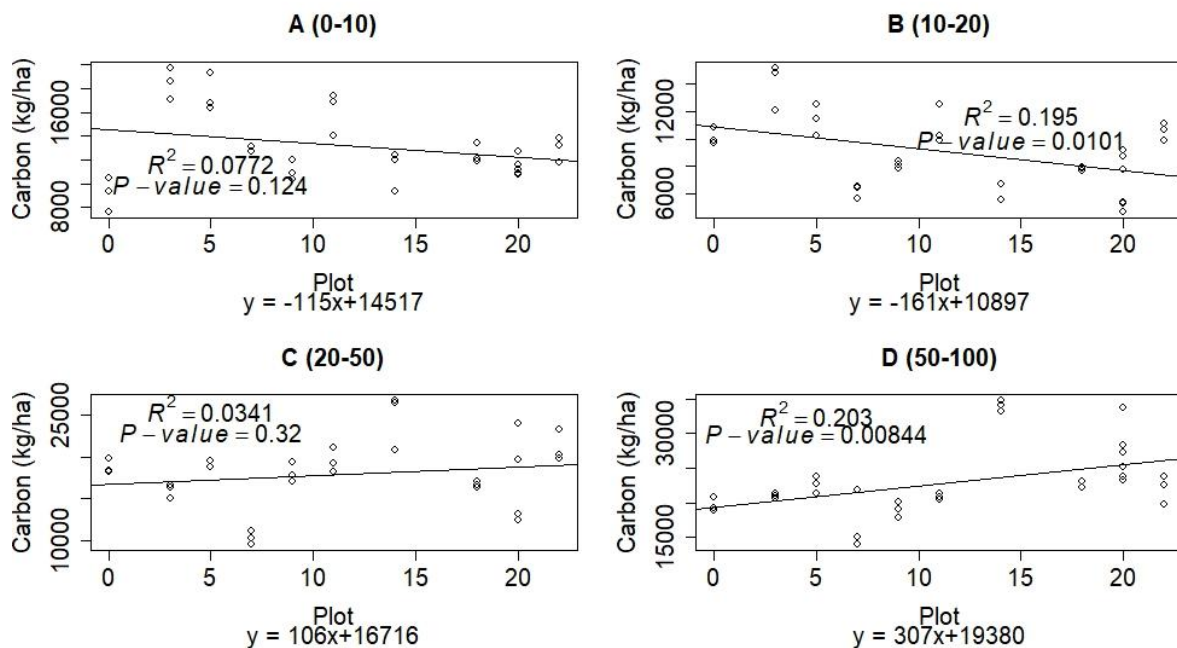 A (0-10)
Carbon (kg/ha)
16000
8000
R² = 0.0772
P − value = 0.124
0 5 10 15 20
Plot
y = -115x+14517
B (10-20)
Carbon (kg/ha)
12000
6000
R² = 0.195
P − value = 0.0101
0 5 10 15 20
Plot
y = -161x+10897
C (20-50)
Carbon (kg/ha)
25000
10000
R² = 0.0341
P − value = 0.32
0 5 10 15 20
Plot
y = 106x+16716
D (50-100)
Carbon (kg/ha)
30000
15000
R² = 0.203
P − value = 0.00844
0 5 10 15 20
Plot
y = 307x+19380